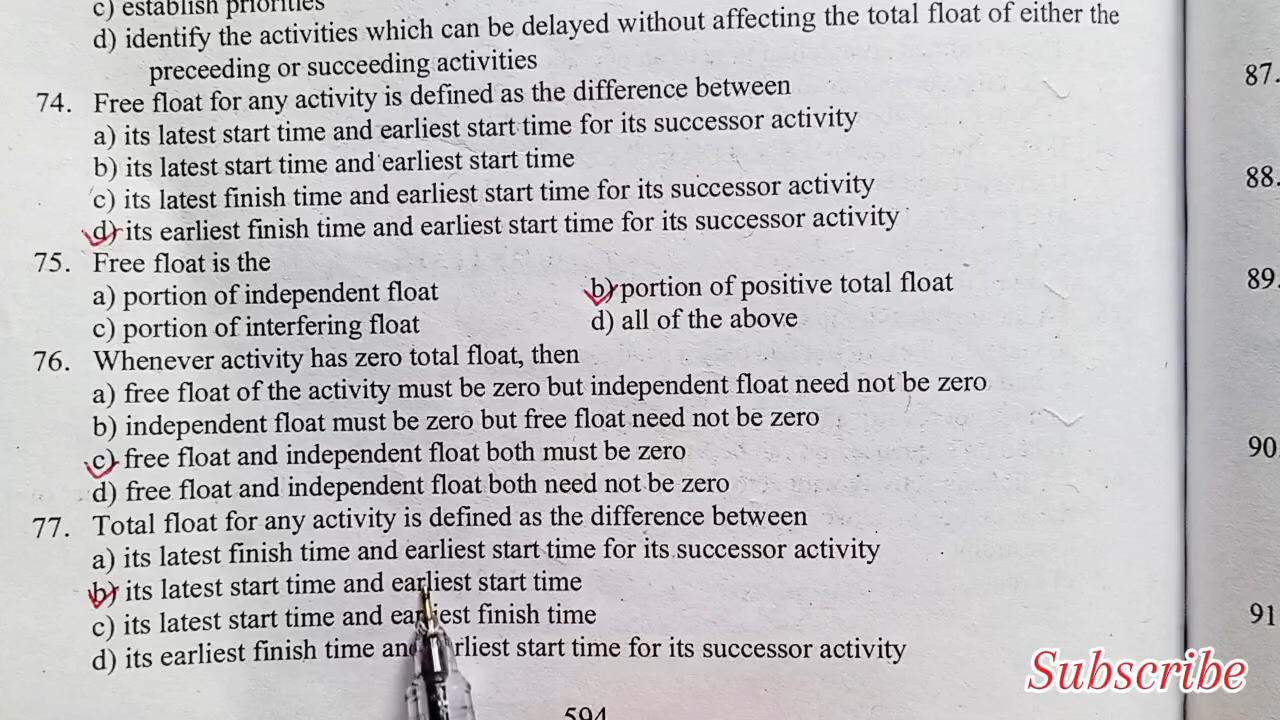 c) establish priorities
d) identify the activities which can be delayed without affecting the total float of either the
preceeding or succeeding activities
74. Free float for any activity is defined as the difference between
a) its latest start time and earliest start time for its successor activity
b) its latest start time and earliest start time
c) its latest finish time and earliest start time for its successor activity
d) its earliest finish time and earliest start time for its successor activity
75. Free float is the
a) portion of independent float b) portion of positive total float
c) portion of interfering float d) all of the above
76. Whenever activity has zero total float, then
a) free float of the activity must be zero but independent float need not be zero
b) independent float must be zero but free float need not be zero
c) free float and independent float both must be zero
d) free float and independent float both need not be zero
77. Total float for any activity is defined as the difference between
a) its latest finish time and earliest start time for its successor activity
b) its latest start time and earliest start time
c) its latest start time and earliest finish time
d) its earliest finish time and earliest start time for its successor activity
594
87.
88.
89.
90
91
Subscribe